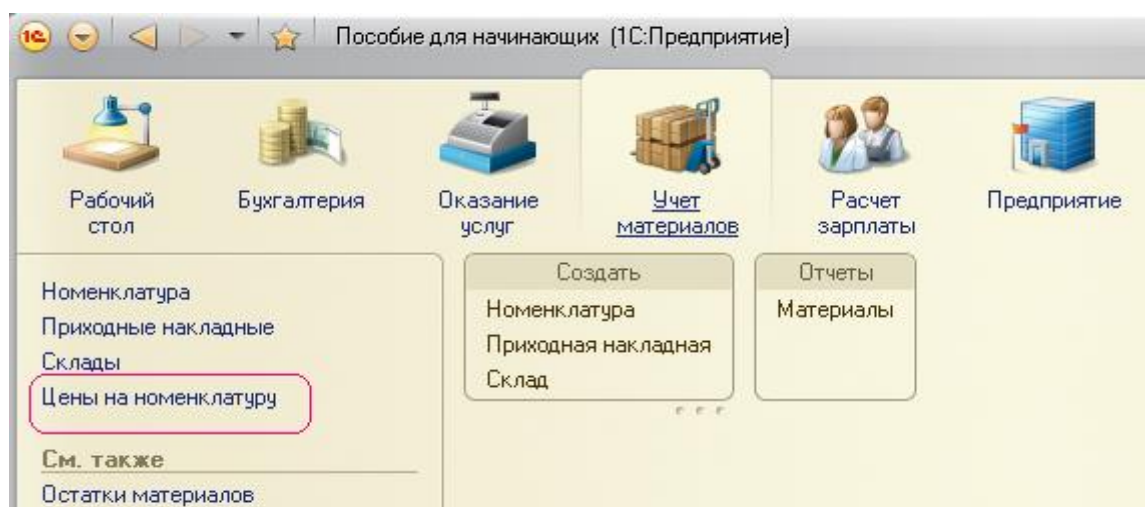 1С Пособие для начинающих (1С:Предприятие)
Рабочий стол
Бухгалтерия
Оказание услуг
Учет материалов
Расчет зарплаты
Предприятие
Номенклатура
Приходные накладные
Склады
Цены на номенклатуру
См. также
Остатки материалов
Создать
Номенклатура
Приходная накладная
Склад
Отчеты
Материалы